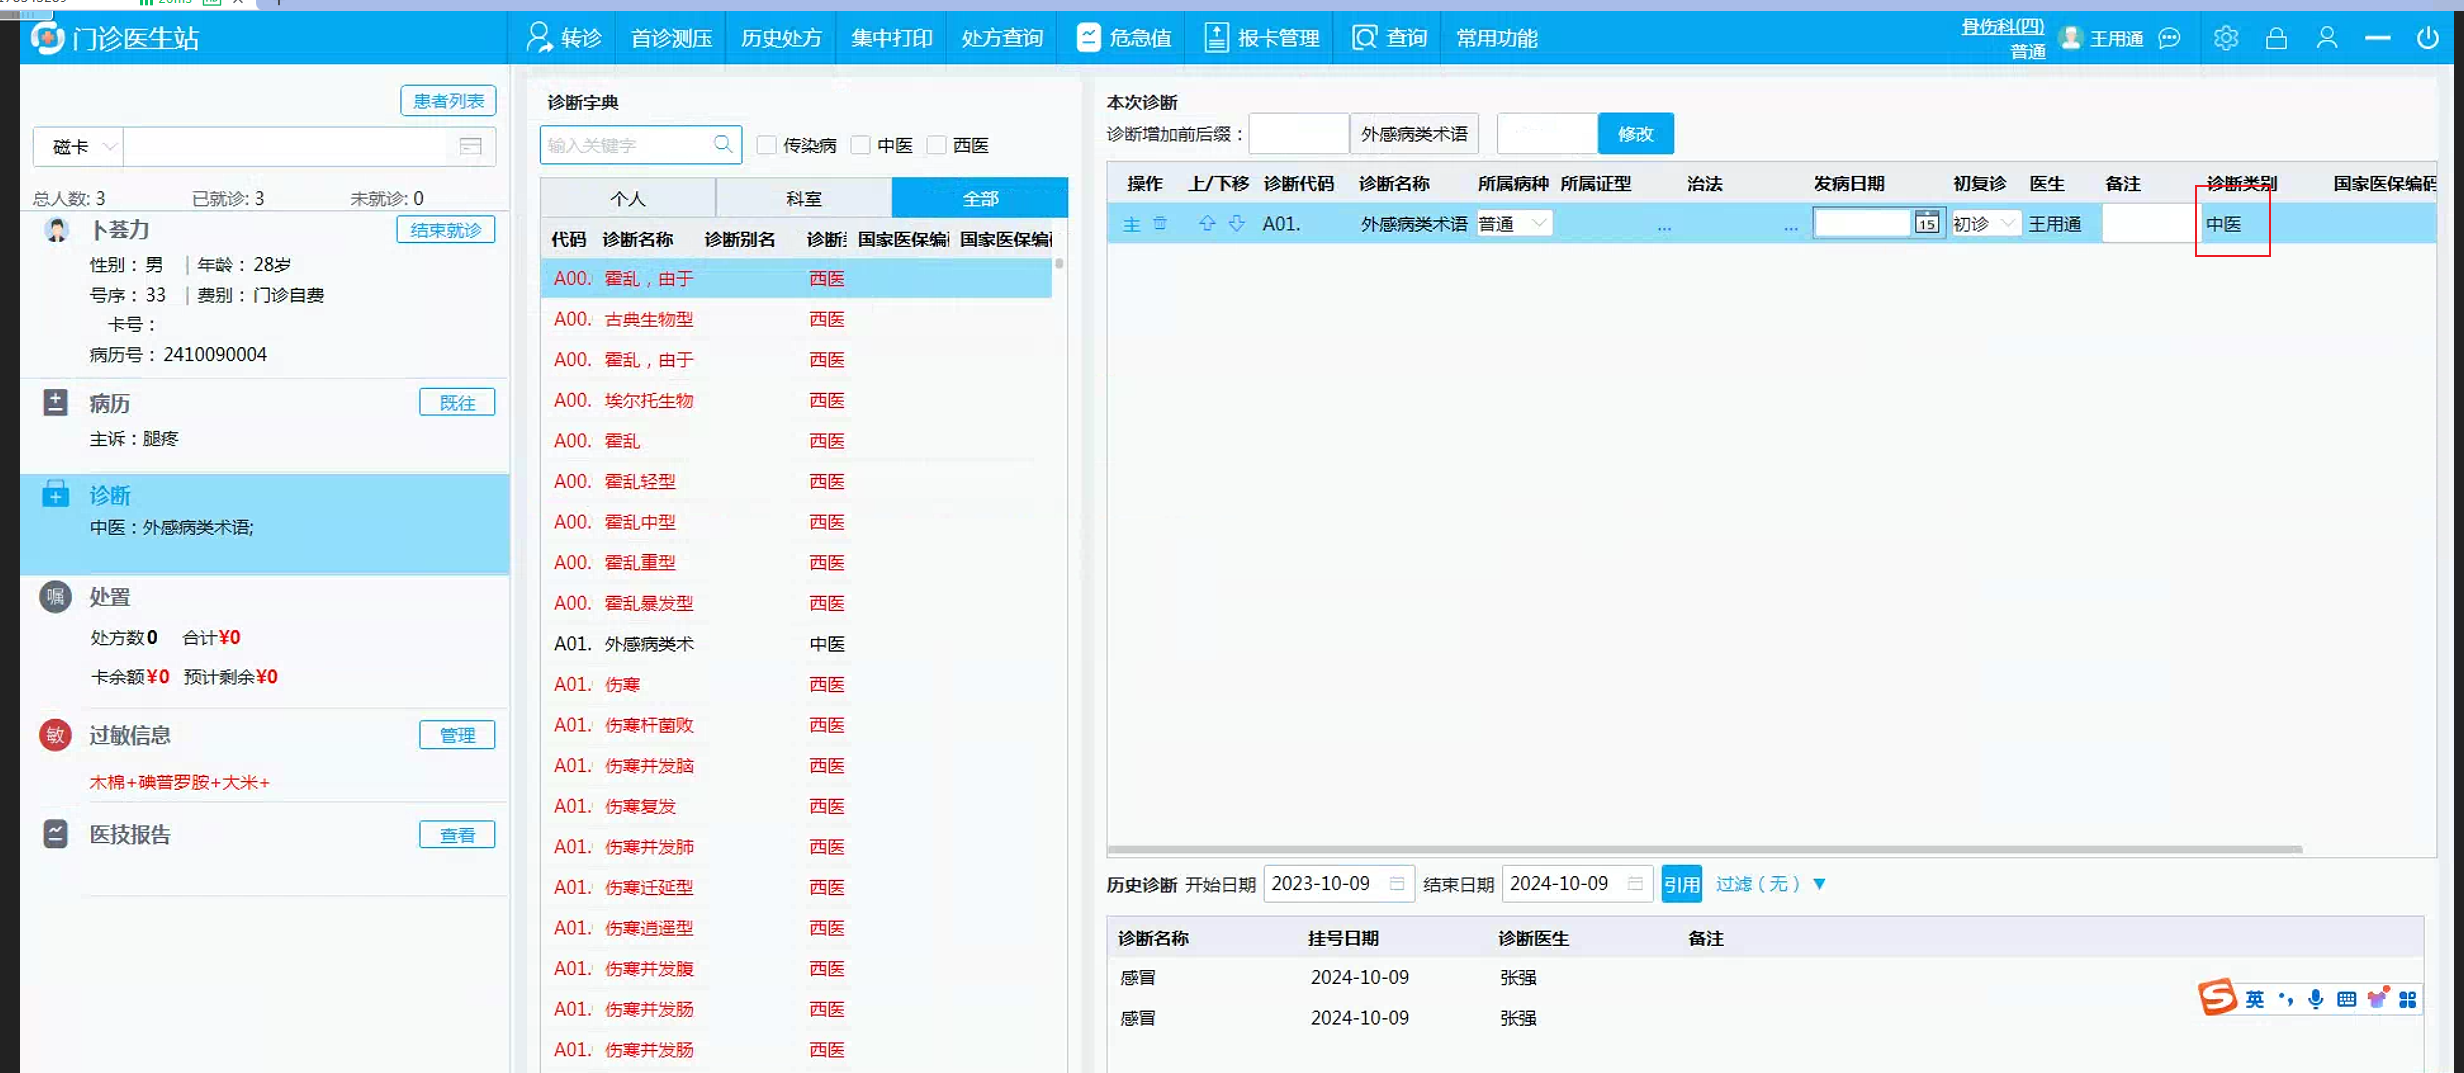 20ms
门诊医生站
转诊
首诊测压
历史处方
集中打印
处方查询
危急值
报卡管理
查询
常用功能
骨伤科(四)
普通
王用通
患者列表
磁卡
总人数: 3 已就诊: 3 未就诊: 0
卜荟力
结束就诊
性别：男 | 年龄：28岁
号序：33 | 费别：门诊自费
卡号：
病历号：2410090004
病历
既往
主诉：腿疼
诊断
中医：外感病类术语;
嘱 处置
处方数0 合计¥0
卡余额¥0 预计剩余¥0
敏 过敏信息
管理
木棉+碘普罗胺+大米+
医技报告
查看
诊断字典
输入关键字
传染病 中医 西医
个人 科室 全部
代码 诊断名称 诊断别名 诊断 国家医保编 国家医保编
A00. 霍乱，由于 西医
A00. 古典生物型 西医
A00. 霍乱，由于 西医
A00. 埃尔托生物 西医
A00. 霍乱 西医
A00. 霍乱轻型 西医
A00. 霍乱中型 西医
A00. 霍乱重型 西医
A00. 霍乱暴发型 西医
A01. 外感病类术 中医
A01. 伤寒 西医
A01. 伤寒杆菌败 西医
A01. 伤寒并发脑 西医
A01. 伤寒复发 西医
A01. 伤寒并发肺 西医
A01. 伤寒迁延型 西医
A01. 伤寒逍遥型 西医
A01. 伤寒并发腹 西医
A01. 伤寒并发肠 西医
A01. 伤寒并发肠 西医
本次诊断
诊断增加前后缀： 外感病类术语 修改
操作 上/下移 诊断代码 诊断名称 所属病种 所属证型 治法 发病日期 初复诊 医生 备注 诊断类别 国家医保编码
主 A01. 外感病类术语 普通 ... ... 15 初诊 王用通 中医
历史诊断 开始日期 2023-10-09 结束日期 2024-10-09 引用 过滤（无）▼
诊断名称 挂号日期 诊断医生 备注
感冒 2024-10-09 张强
感冒 2024-10-09 张强
英